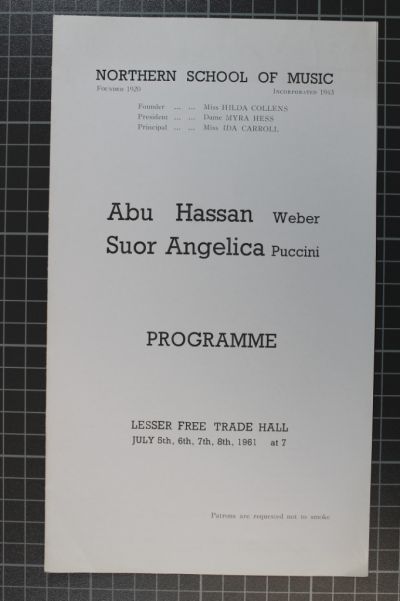 NORTHERN SCHOOL OF MUSIC
FOUNDED 1920 INCORPORATED 1943
Founder ... ... Miss HILDA COLLENS
President ... ... Dame MYRA HESS
Principal ... ... Miss IDA CARROLL
Abu Hassan Weber
Suor Angelica Puccini
PROGRAMME
LESSER FREE TRADE HALL
JULY 5th, 6th, 7th, 8th, 1961 at 7
Patrons are requested not to smoke